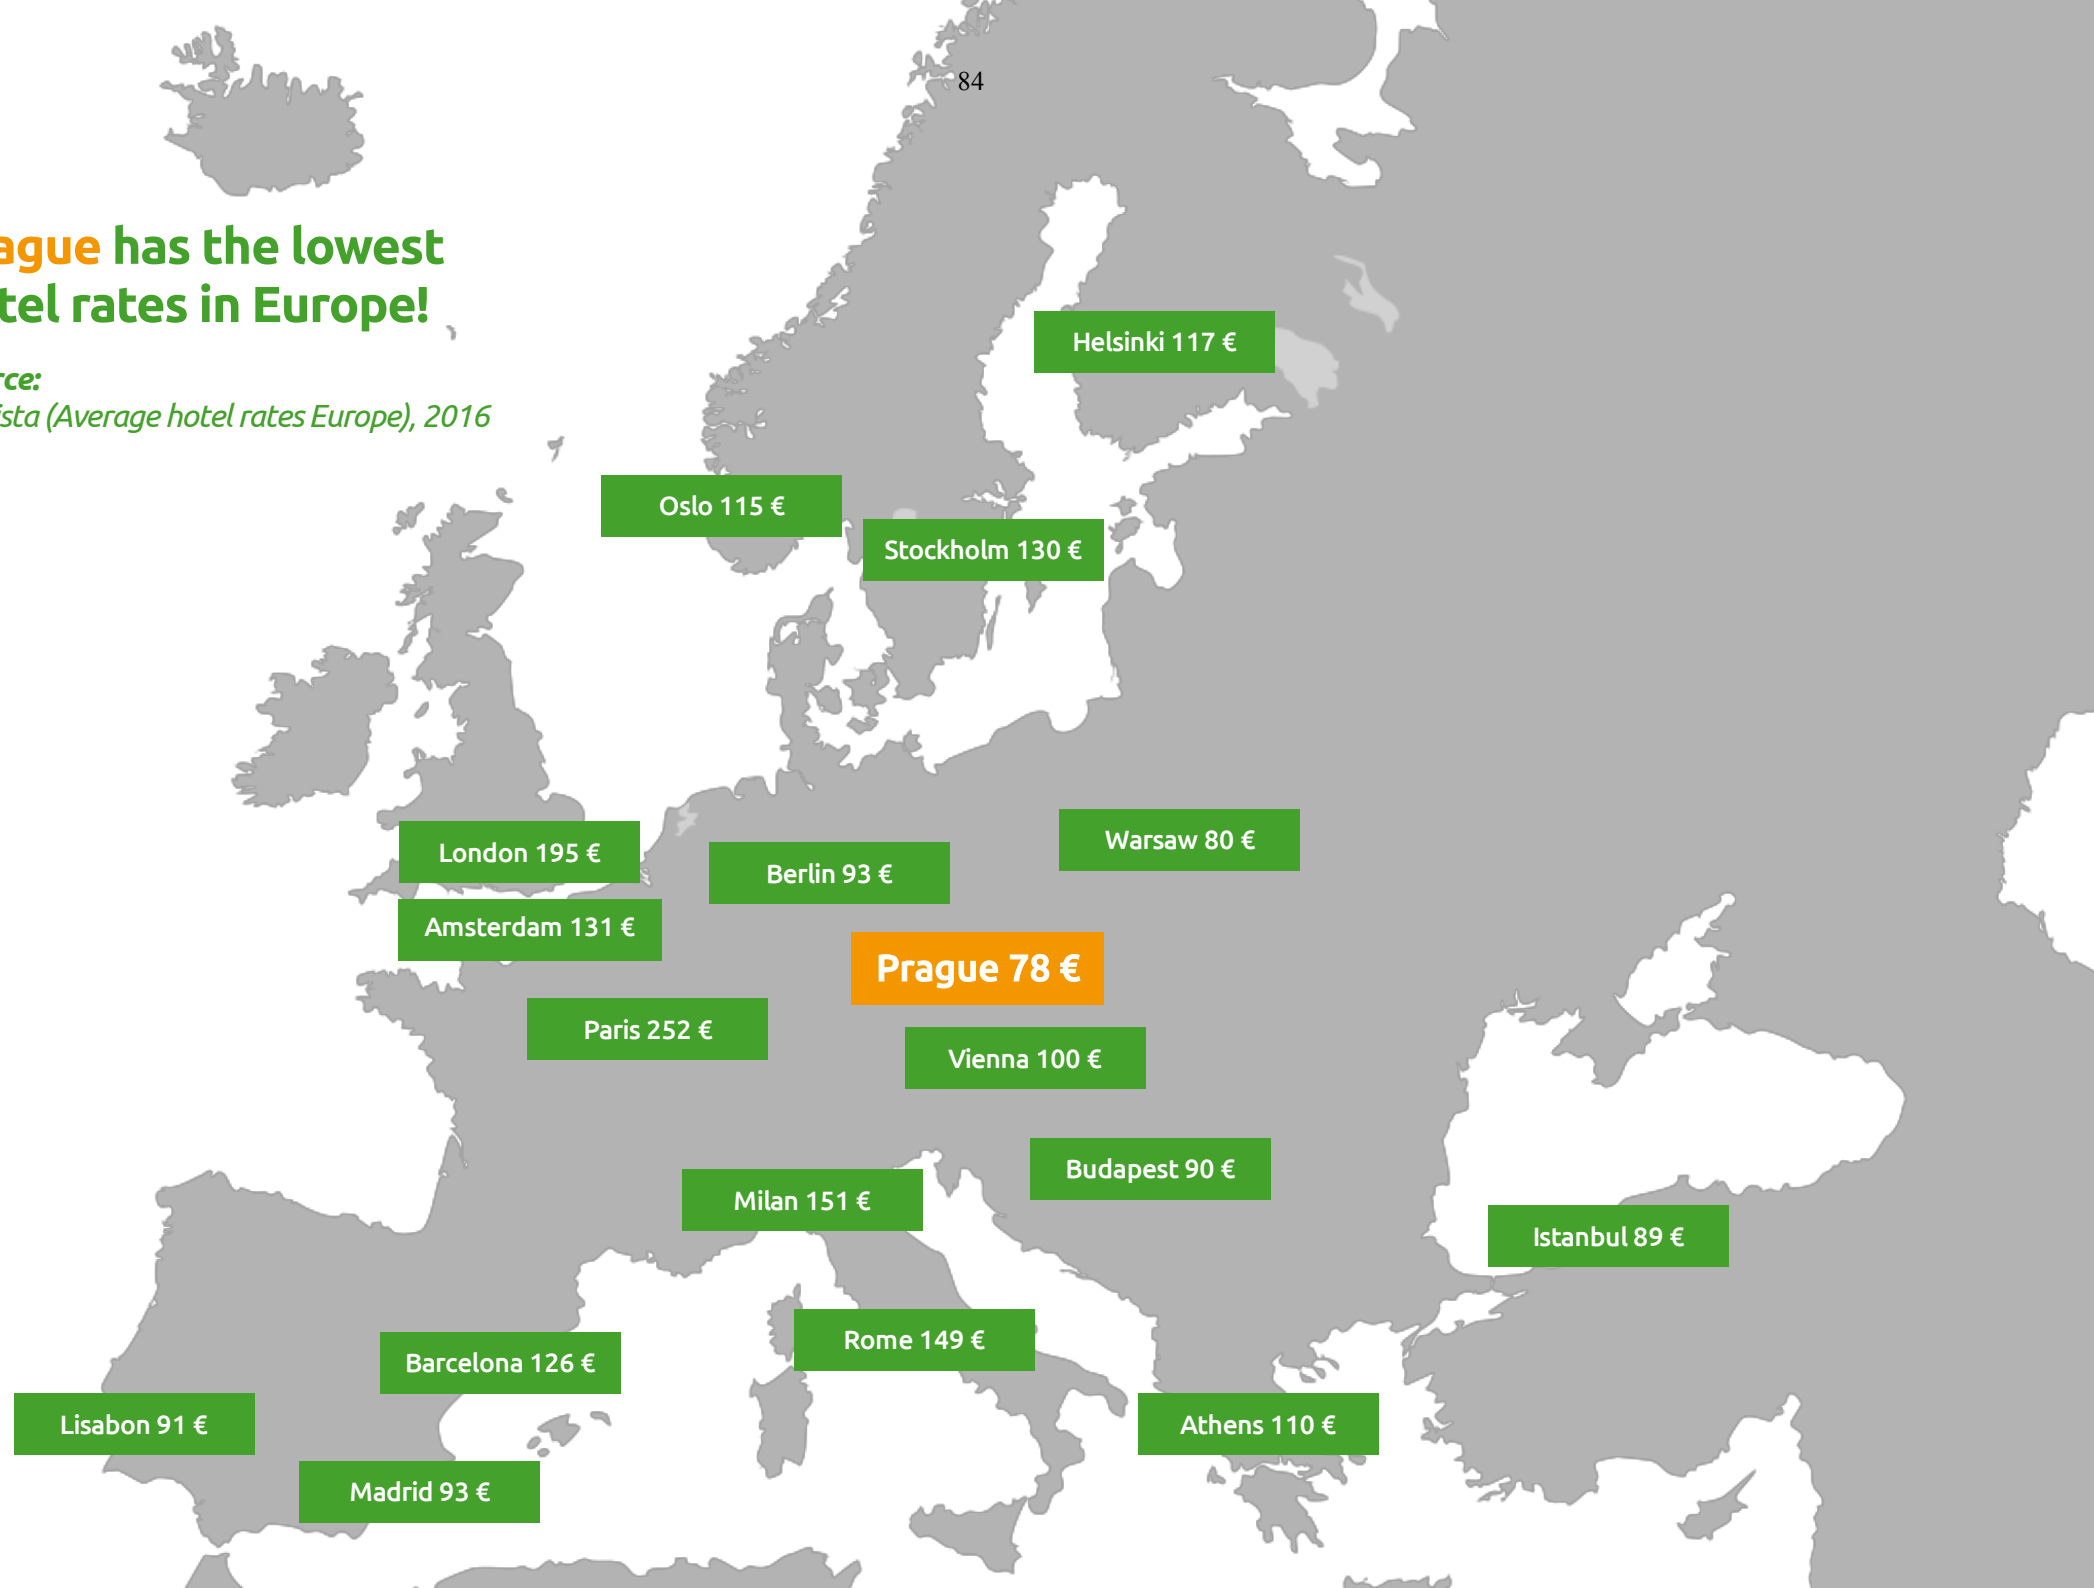 84
ague has the lowest
tel rates in Europe!
rce:
ista (Average hotel rates Europe), 2016
Helsinki 117 €
Oslo 115 €
Stockholm 130 €
London 195 €
Berlin 93 €
Warsaw 80 €
Amsterdam 131 €
Prague 78 €
Paris 252 €
Vienna 100 €
Budapest 90 €
Milan 151 €
Istanbul 89 €
Rome 149 €
Barcelona 126 €
Lisabon 91 €
Athens 110 €
Madrid 93 €